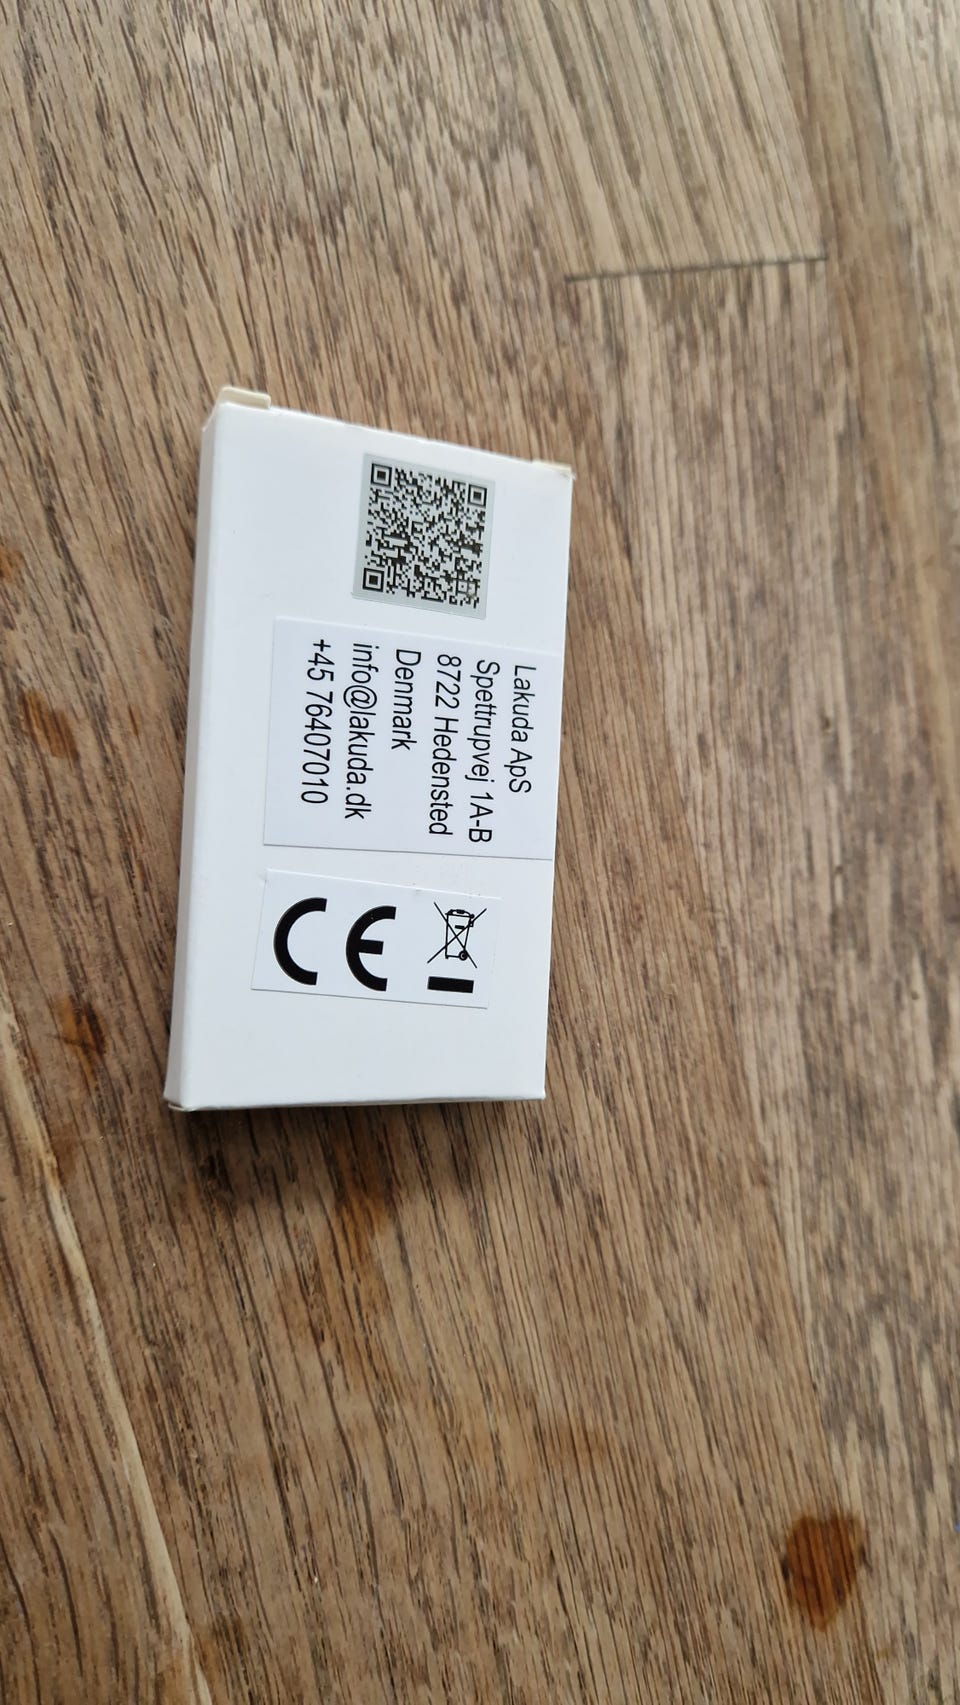 Lakuda ApS
Spettrupvej 1A-B
8722 Hedensted
Denmark
info@lakuda.dk
+45 76407010
CE